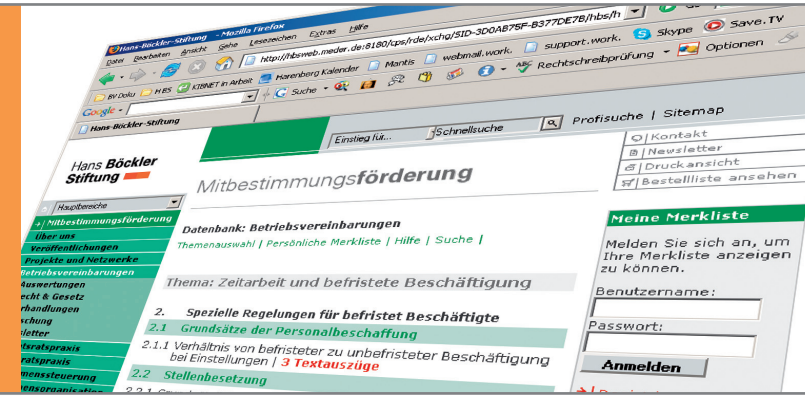 Hans-Böckler-Stiftung - Mozilla Firefox
Datei Bearbeiten Ansicht Gehe Lesezeichen Extras Hilfe
http://hbsweb.meder.de:8180/cps/rde/xchg/SID-3D0AB75F-B377DE7B/hbs/h
BV Doku HBS KIBNET in Arbeit Harenberg Kalender Mantis webmail.work. support.work. Skype Save.TV
Google - Suche Rechtschreibprüfung Optionen
Hans-Böckler-Stiftung
Einstieg für... Schnellsuche Profisuche | Sitemap
Hans Böckler
Stiftung
Mitbestimmungsförderung
Kontakt
Newsletter
Druckansicht
Bestellliste ansehen
Hauptbereiche
Mitbestimmungsförderung
Über uns
Veröffentlichungen
Projekte und Netzwerke
Betriebsvereinbarungen
Auswertungen
Datenbank: Betriebsvereinbarungen
Themenauswahl | Persönliche Merkliste | Hilfe | Suche |
Thema: Zeitarbeit und befristete Beschäftigung
2. Spezielle Regelungen für befristet Beschäftigte
2.1 Grundsätze der Personalbeschaffung
2.1.1 Verhältnis von befristeter zu unbefristeter Beschäftigung
bei Einstellungen | 3 Textauszüge
2.2 Stellenbesetzung
Meine Merkliste
Melden Sie sich an, um
Ihre Merkliste anzeigen
zu können.
Benutzername:
Passwort:
Anmelden